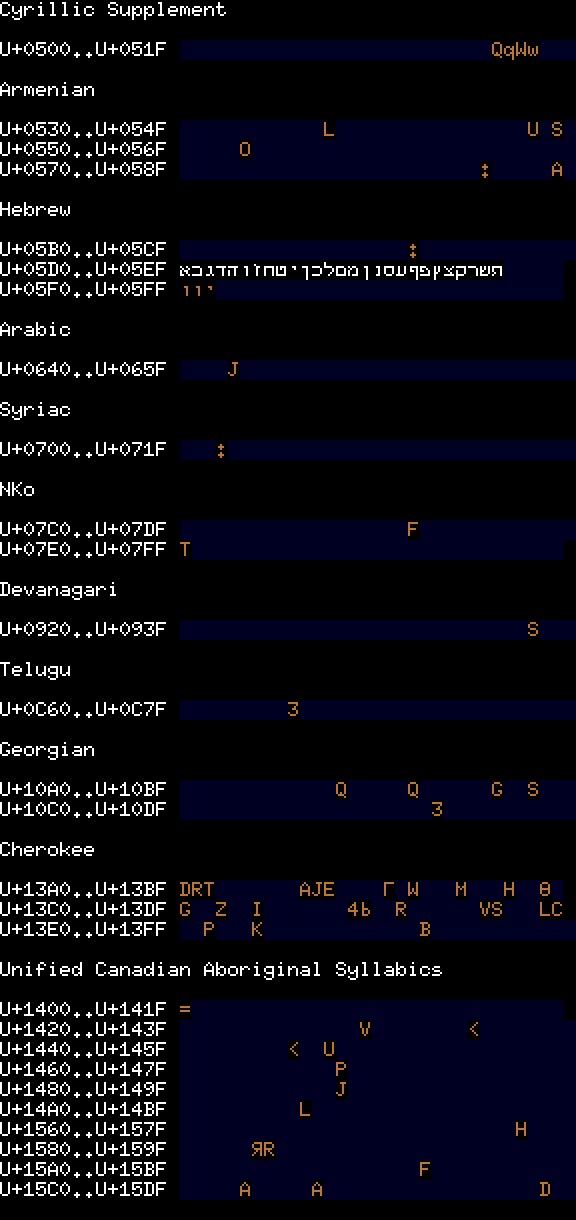 Cyrillic Supplement
U+0500..U+051F QqWw
Armenian
U+0530..U+054F L U S
U+0550..U+056F O
U+0570..U+058F : A
Hebrew
U+05B0..U+05CF :
U+05D0..U+05EF אבגדהוזחטיךכלםמןנסעףפץצקרשת
U+05F0..U+05FF ווי
Arabic
U+0640..U+065F J
Syriac
U+0700..U+071F :
NKo
U+07C0..U+07DF F
U+07E0..U+07FF T
Devanagari
U+0920..U+093F S
Telugu
U+0C60..U+0C7F 3
Georgian
U+10A0..U+10BF Q Q G S
U+10C0..U+10DF 3
Cherokee
U+13A0..U+13BF DRT AJE Γ W M H θ
U+13C0..U+13DF G Z I 4b R VS LC
U+13E0..U+13FF P K B
Unified Canadian Aboriginal Syllabics
U+1400..U+141F =
U+1420..U+143F V <
U+1440..U+145F < U
U+1460..U+147F P
U+1480..U+149F J
U+14A0..U+14BF L
U+1560..U+157F H
U+1580..U+159F ЯR
U+15A0..U+15BF F
U+15C0..U+15DF A A D